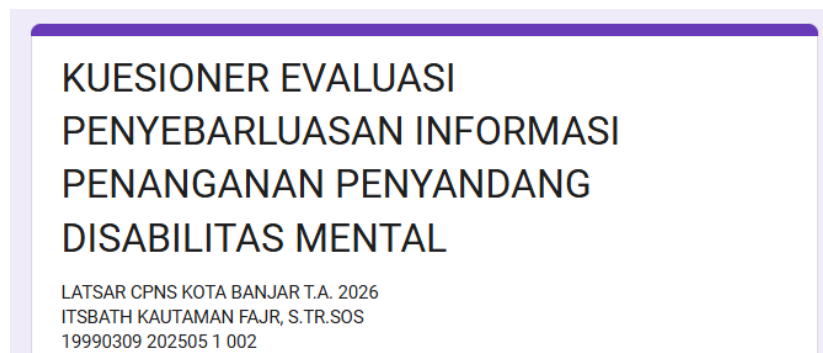 KUESIONER EVALUASI
PENYEBARLUASAN INFORMASI
PENANGANAN PENYANDANG
DISABILITAS MENTAL
LATSAR CPNS KOTA BANJAR T.A. 2026
ITSBATH KAUTAMAN FAJR, S.TR.SOS
19990309 202505 1 002